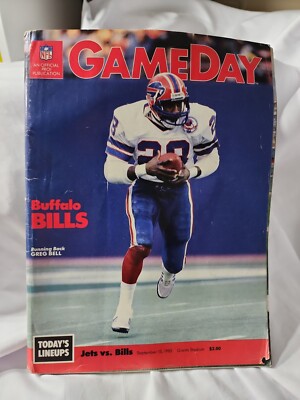 NFL
AN OFFICIAL
NFL
PUBLICATION
GAMEDAY
28
Buffalo
BILLS
Running Back
GREG BELL
TODAY'S
LINEUPS
Jets vs. Bills